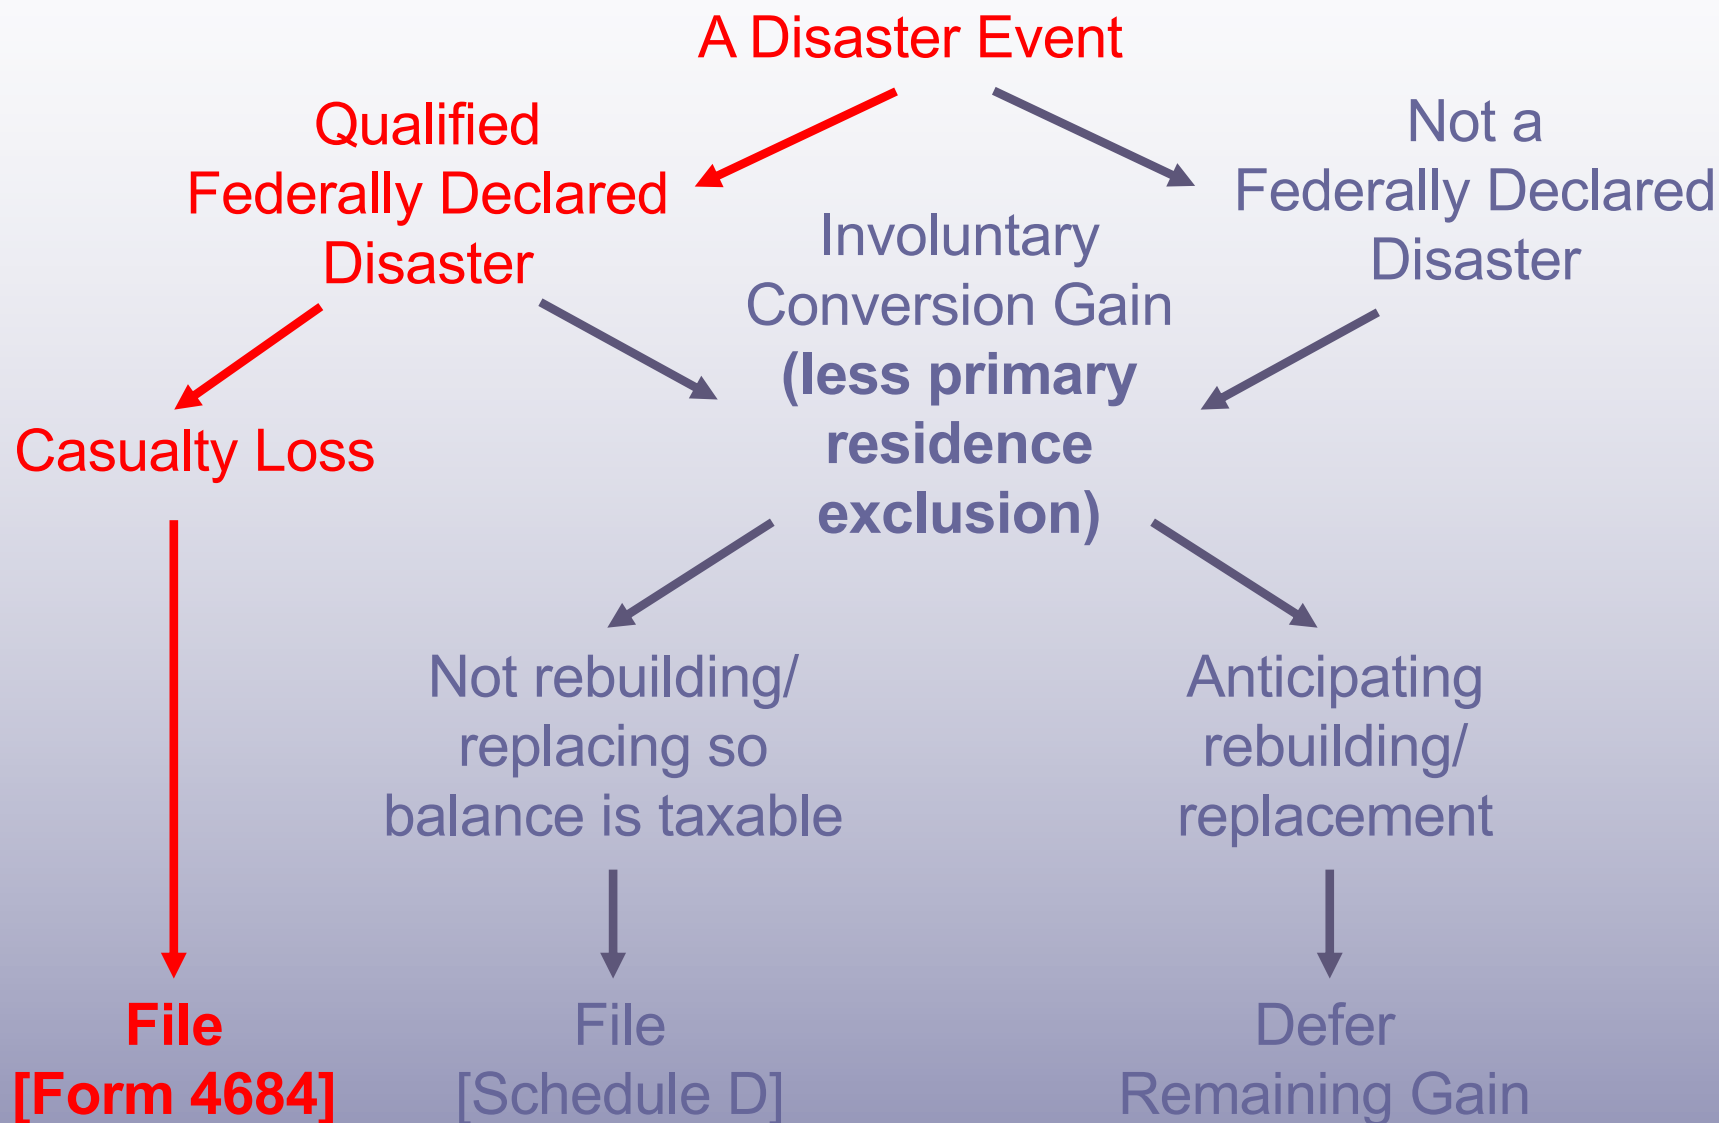 A Disaster Event
Qualified
Federally Declared
Disaster
Not a
Federally Declared
Disaster
Involuntary
Conversion Gain
(less primary
residence
exclusion)
Casualty Loss
Not rebuilding/
replacing so
balance is taxable
Anticipating
rebuilding/
replacement
File
[Form 4684]
File
[Schedule D]
Defer
Remaining Gain